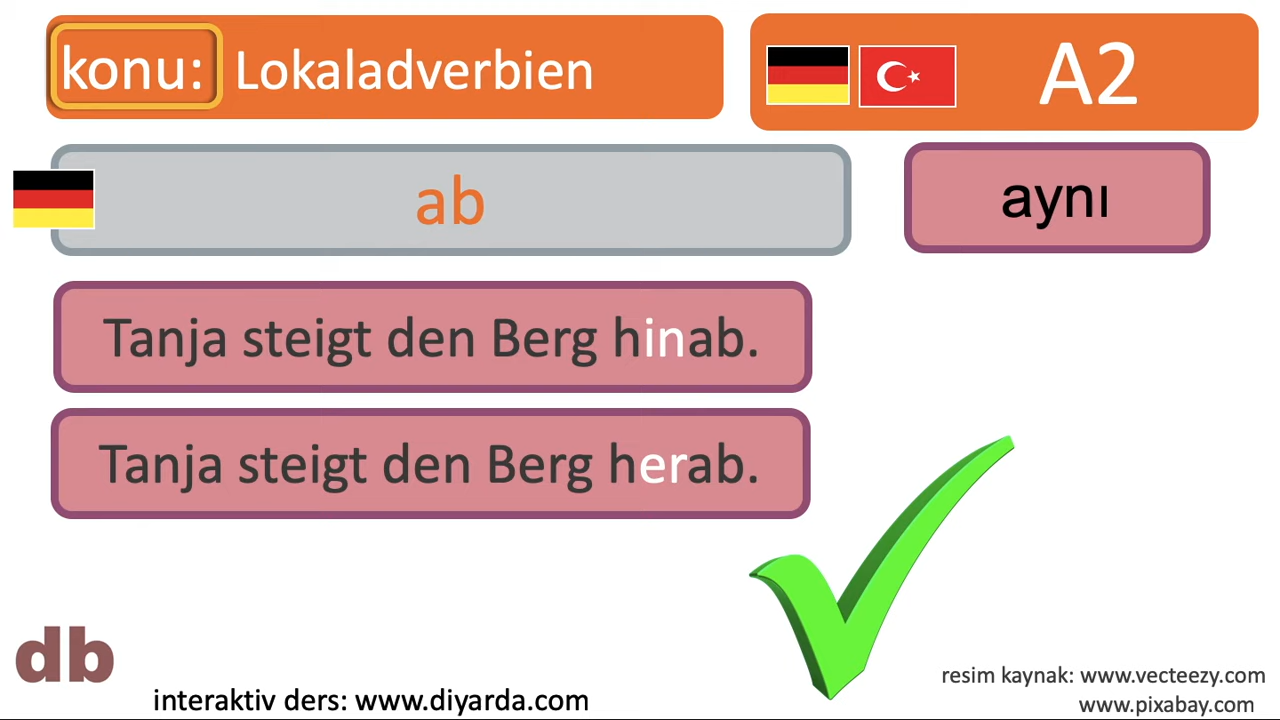 konu: Lokaladverbien
A2
ab
aynı
Tanja steigt den Berg hinab.
Tanja steigt den Berg herab.
db
interaktiv ders: www.diyarda.com
resim kaynak: www.vecteezy.com
www.pixabay.com